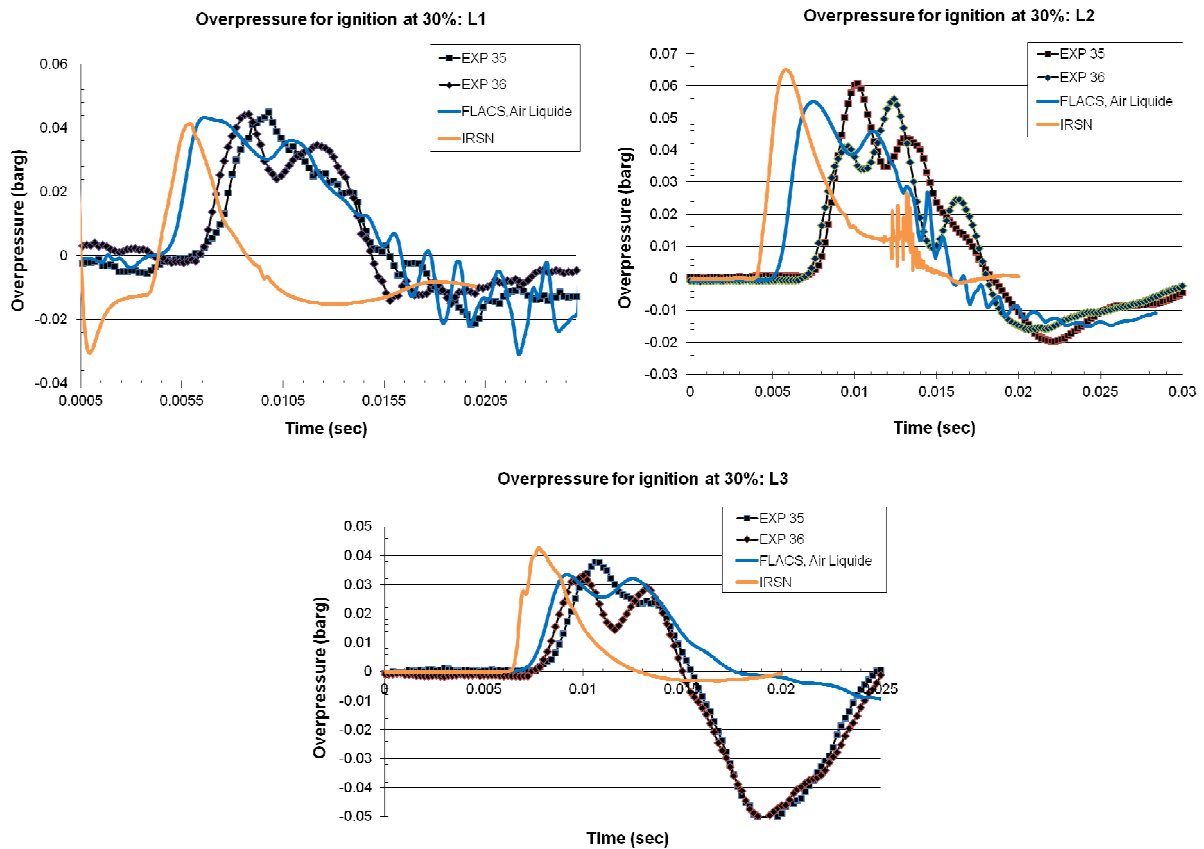 Overpressure for ignition at 30%: L1
EXP 35
EXP 36
FLACS, Air Liquide
IRSN
Overpressure (barg)
0.06
0.04
0.02
0
-0.02
-0.04
0.0005
0.0055
0.0105
0.0155
0.0205
Time (sec)
Overpressure for ignition at 30%: L2
EXP 35
EXP 36
FLACS, Air Liquide
IRSN
Overpressure (barg)
0.07
0.06
0.05
0.04
0.03
0.02
0.01
0
-0.01
-0.02
-0.03
0
0.005
0.01
0.015
0.02
0.025
0.03
Time (sec)
Overpressure for ignition at 30%: L3
EXP 35
EXP 36
FLACS, Air Liquide
IRSN
Overpressure (barg)
0.05
0.04
0.03
0.02
0.01
0
-0.01
-0.02
-0.03
-0.04
-0.05
0
0.005
0.01
0.015
0.02
0.025
Time (sec)